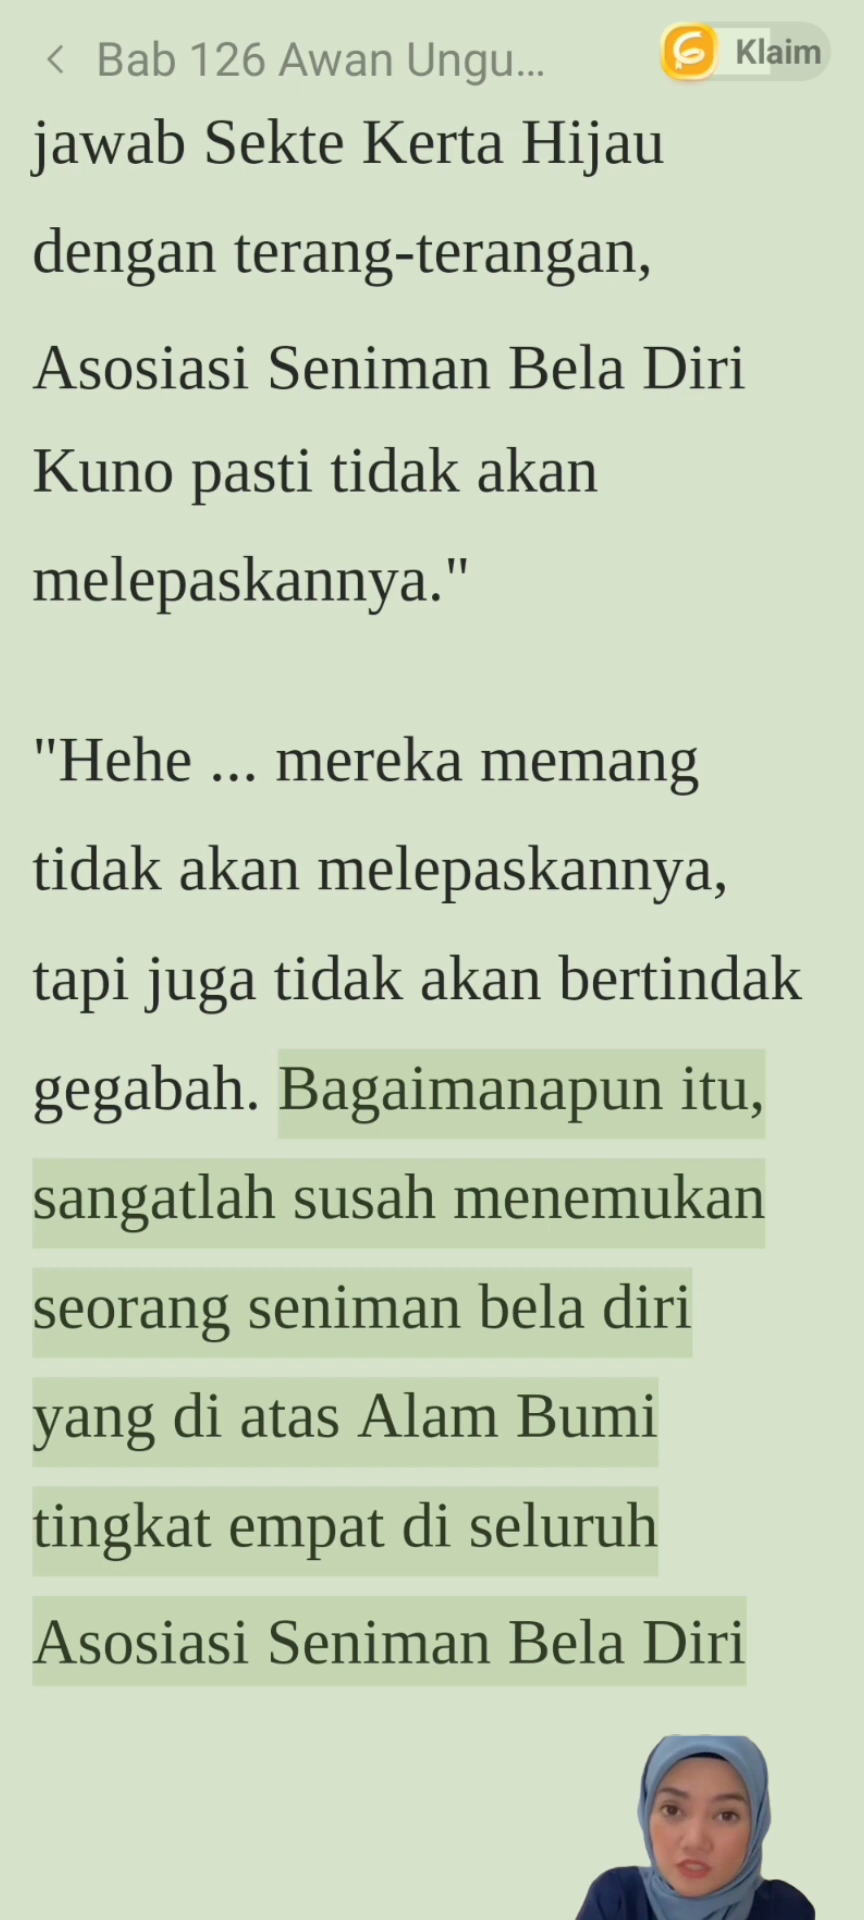 Bab 126 Awan Ungu...
Klaim
jawab Sekte Kerta Hijau
dengan terang-terangan,
Asosiasi Seniman Bela Diri
Kuno pasti tidak akan
melepaskannya."
"Hehe ... mereka memang
tidak akan melepaskannya,
tapi juga tidak akan bertindak
gegabah. Bagaimanapun itu,
sangatlah susah menemukan
seorang seniman bela diri
yang di atas Alam Bumi
tingkat empat di seluruh
Asosiasi Seniman Bela Diri